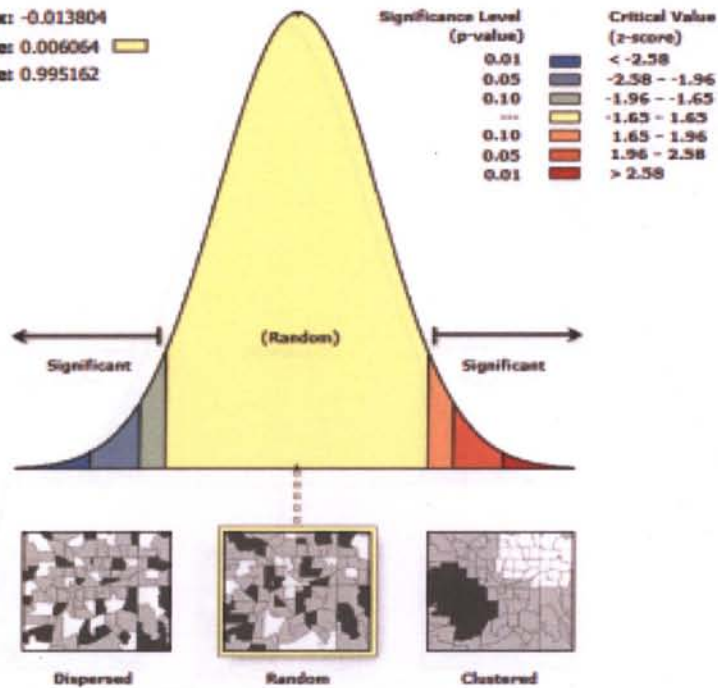 x: -0.013804
e: 0.006064
e: 0.995162
Significance Level
(p-value)
0.01
0.05
0.10
---
0.10
0.05
0.01
Critical Value
(z-score)
< -2.58
-2.58 - -1.96
-1.96 - -1.65
-1.65 - 1.65
1.65 - 1.96
1.96 - 2.58
> 2.58
Significant
(Random)
Significant
Dispersed
Random
Clustered